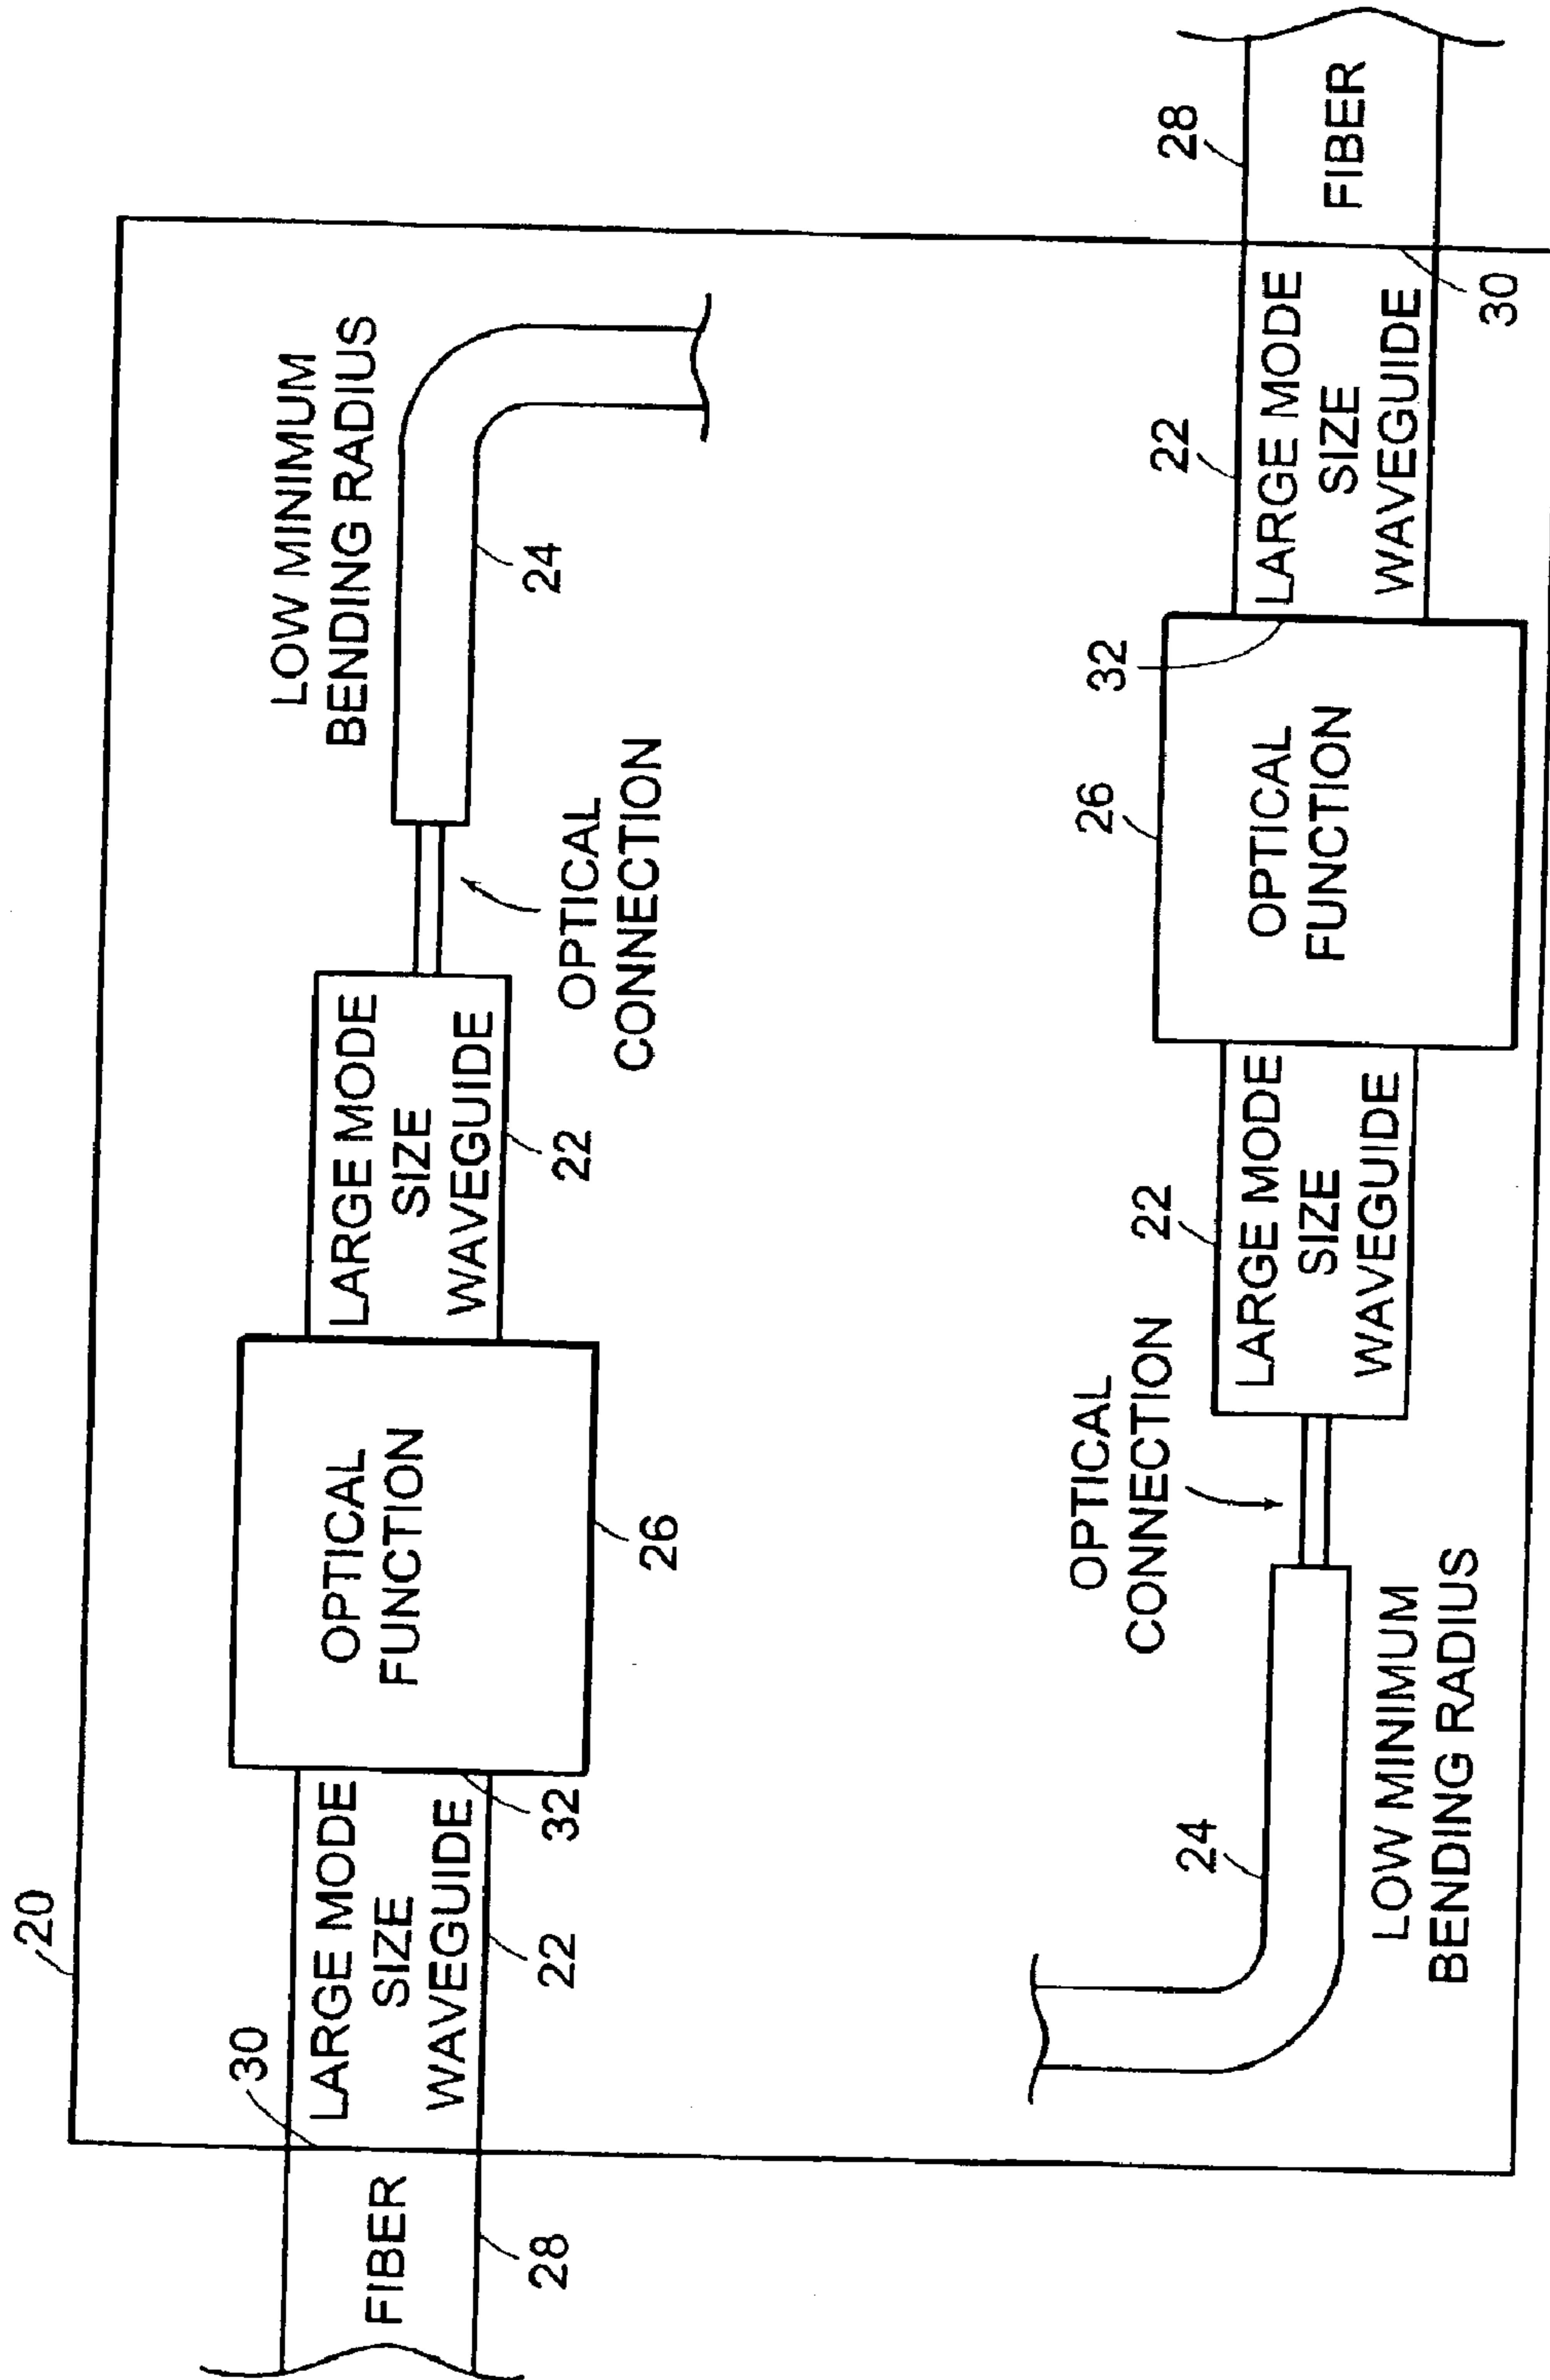 20
30
28
FIBER
LARGE MODE
SIZE
WAVEGUIDE
22
32
OPTICAL
FUNCTION
26
LARGE MODE
SIZE
WAVEGUIDE
22
OPTICAL
CONNECTION
LOW MINIMUM
BENDING RADIUS
24
24
LOW MINIMUM
BENDING RADIUS
OPTICAL
CONNECTION
22
LARGE MODE
SIZE
WAVEGUIDE
26
OPTICAL
FUNCTION
32
22
LARGE MODE
SIZE
WAVEGUIDE
30
28
FIBER